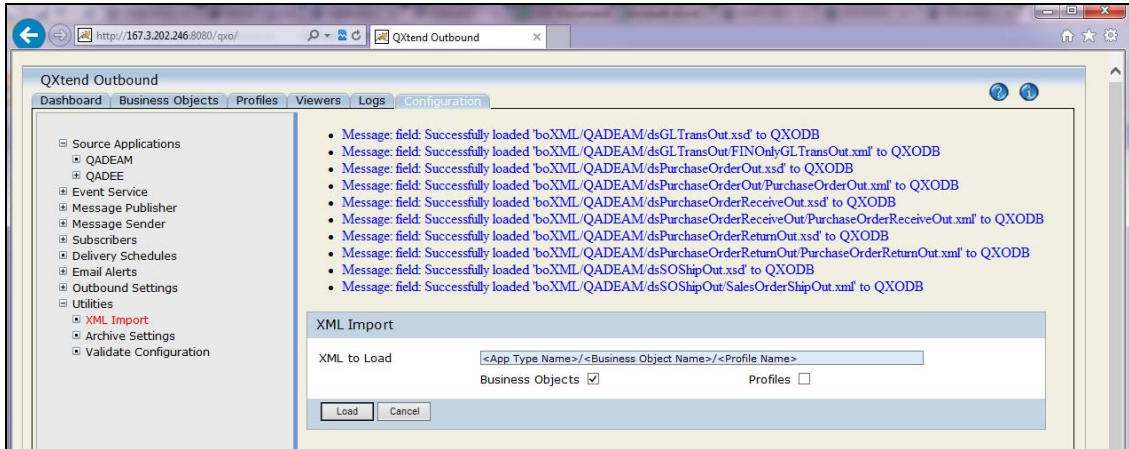 http://167.3.202.246:8080/qxo/
QXtend Outbound
QXtend Outbound
Dashboard Business Objects Profiles Viewers Logs Configuration
Source Applications
QADEAM
QADEE
Event Service
Message Publisher
Message Sender
Subscribers
Delivery Schedules
Email Alerts
Outbound Settings
Utilities
XML Import
Archive Settings
Validate Configuration
Message: field: Successfully loaded 'boXML/QADEAM/dsGLTransOut.xsd' to QXODB
Message: field: Successfully loaded 'boXML/QADEAM/dsGLTransOut/FINOnlyGLTransOut.xml' to QXODB
Message: field: Successfully loaded 'boXML/QADEAM/dsPurchaseOrderOut.xsd' to QXODB
Message: field: Successfully loaded 'boXML/QADEAM/dsPurchaseOrderOut/PurchaseOrderOut.xml' to QXODB
Message: field: Successfully loaded 'boXML/QADEAM/dsPurchaseOrderReceiveOut.xsd' to QXODB
Message: field: Successfully loaded 'boXML/QADEAM/dsPurchaseOrderReceiveOut/PurchaseOrderReceiveOut.xml' to QXODB
Message: field: Successfully loaded 'boXML/QADEAM/dsPurchaseOrderReturnOut.xsd' to QXODB
Message: field: Successfully loaded 'boXML/QADEAM/dsPurchaseOrderReturnOut/PurchaseOrderReturnOut.xml' to QXODB
Message: field: Successfully loaded 'boXML/QADEAM/dsSOShipOut.xsd' to QXODB
Message: field: Successfully loaded 'boXML/QADEAM/dsSOShipOut/SalesOrderShipOut.xml' to QXODB
XML Import
XML to Load <App Type Name>/<Business Object Name>/<Profile Name>
Business Objects Profiles
Load Cancel